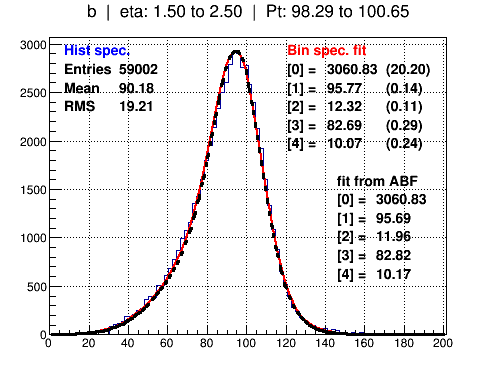 b | eta: 1.50 to 2.50 | Pt: 98.29 to 100.65
Hist spec.
Entries 59002
Mean 90.18
RMS 19.21
Bin spec. fit
[0] = 3060.83 (20.20)
[1] = 95.77 (0.14)
[2] = 12.32 (0.11)
[3] = 82.69 (0.29)
[4] = 10.07 (0.24)
fit from ABF
[0] = 3060.83
[1] = 95.69
[2] = 11.96
[3] = 82.82
[4] = 10.17
3000
2500
2000
1500
1000
500
0
0 20 40 60 80 100 120 140 160 180 200